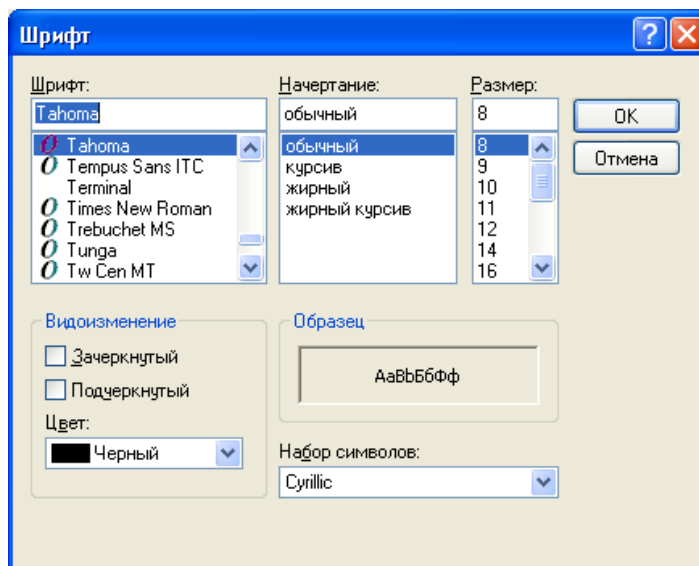 Шрифт
Шрифт:
Tahoma
Tahoma
Tempus Sans ITC
Terminal
Times New Roman
Trebuchet MS
Tunga
Tw Cen MT
Начертание:
обычный
обычный
курсив
жирный
жирный курсив
Размер:
8
8
9
10
11
12
14
16
OK
Отмена
Видоизменение
Зачеркнутый
Подчеркнутый
Цвет:
Черный
Образец
АаВbБбФф
Набор символов:
Cyrillic